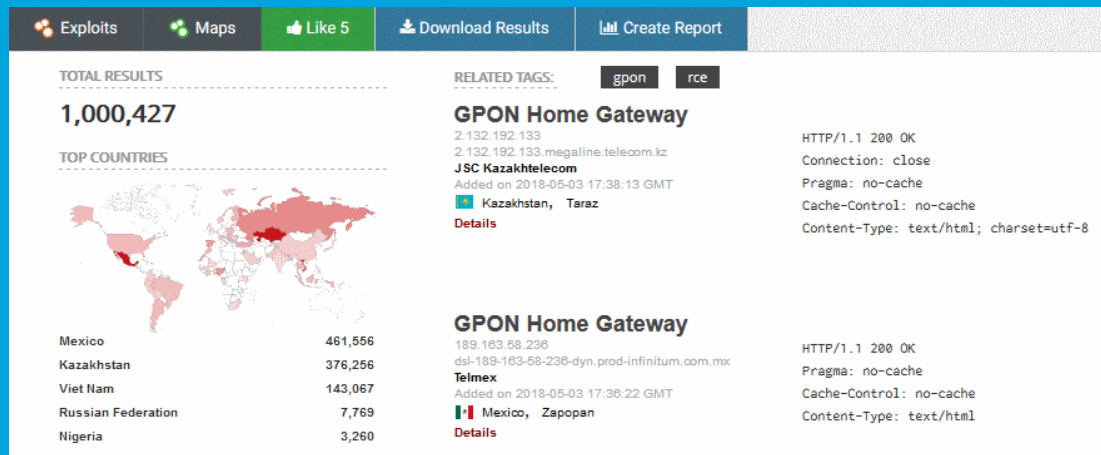 Exploits
Maps
Like 5
Download Results
Create Report
TOTAL RESULTS
1,000,427
TOP COUNTRIES
Mexico 461,556
Kazakhstan 376,256
Viet Nam 143,067
Russian Federation 7,769
Nigeria 3,260
RELATED TAGS: gpon rce
GPON Home Gateway
2.132.192.133
2.132.192.133.megaline.telecom.kz
JSC Kazakhtelecom
Added on 2018-05-03 17:38:13 GMT
Kazakhstan, Taraz
Details
HTTP/1.1 200 OK
Connection: close
Pragma: no-cache
Cache-Control: no-cache
Content-Type: text/html; charset=utf-8
GPON Home Gateway
189.163.58.236
dsl-189-163-58-236-dyn.prod-infinitum.com.mx
Telmex
Added on 2018-05-03 17:36:22 GMT
Mexico, Zapopan
Details
HTTP/1.1 200 OK
Pragma: no-cache
Cache-Control: no-cache
Content-Type: text/html